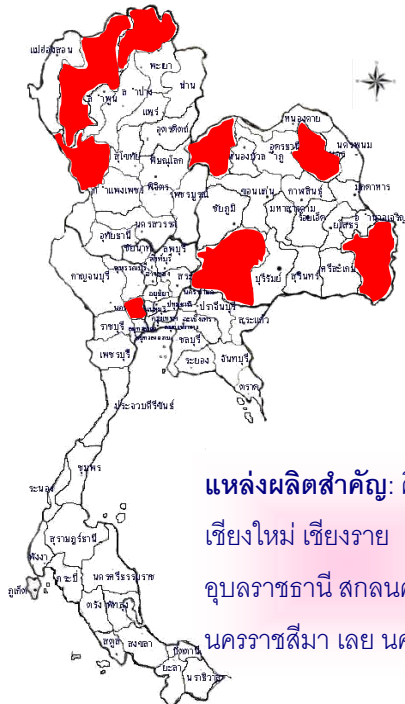 แม่ฮ่องสอน
พะเยา
ลำปาง
น่าน
ลำพูน
แพร่
อุตรดิตถ์
หนองคาย
สุโขทัย
พิษณุโลก
อุดรธานี
นครพนม
กำแพงเพชร
พิจิตร
เพชรบูรณ์
ขอนแก่น
กาฬสินธุ์
มุกดาหาร
ชัยภูมิ
มหาสารคาม
ร้อยเอ็ด
ยโสธร
อำนาจเจริญ
นครสวรรค์
อุทัยธานี
ชัยนาท
ลพบุรี
กาญจนบุรี
บุรีรัมย์
สุรินทร์
ศรีสะเกษ
ปราจีนบุรี
สระแก้ว
ราชบุรี
ชลบุรี
เพชรบุรี
ระยอง
จันทบุรี
ตราด
ประจวบคีรีขันธ์
ชุมพร
ระนอง
สุราษฎร์ธานี
พังงา
กระบี่
นครศรีธรรมราช
ภูเก็ต
ตรัง
พัทลุง
สตูล
สงขลา
ปัตตานี
ยะลา
นราธิวาส
แหล่งผลิตสำคัญ:
เชียงใหม่ เชียงราย
อุบลราชธานี สกลน
นครราชสีมา เลย นค